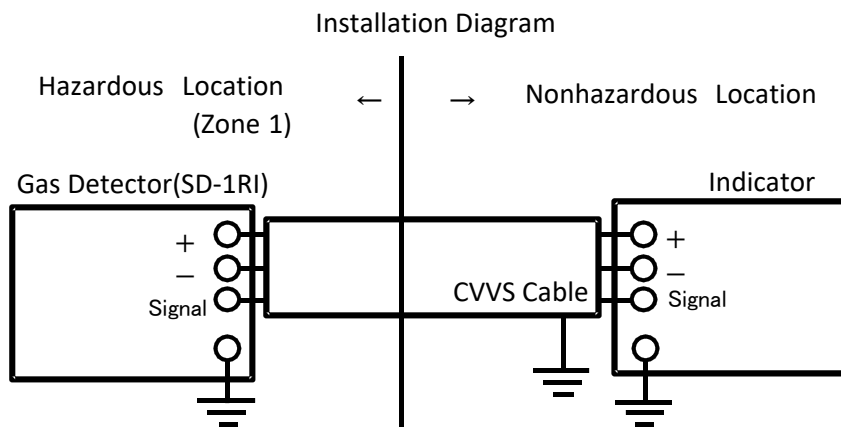 Installation Diagram
Hazardous Location
(Zone 1)
← →
Nonhazardous Location
Gas Detector(SD-1RI)
Indicator
+
−
Signal
CVVS Cable
+
−
Signal